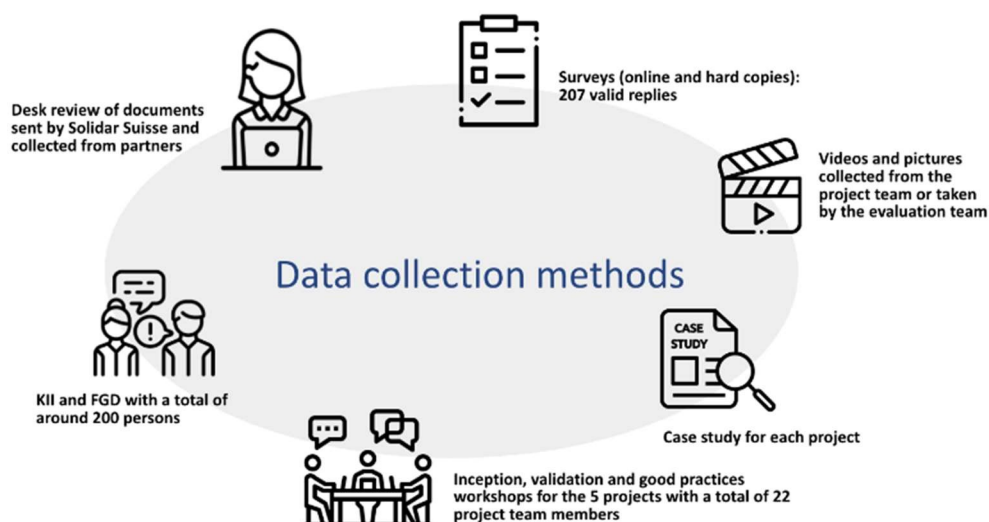 Desk review of documents
sent by Solidar Suisse and
collected from partners
Surveys (online and hard copies):
207 valid replies
Videos and pictures
collected from the
project team or taken
by the evaluation team
Data collection methods
CASE
STUDY
Case study for each project
KII and FGD with a total of
around 200 persons
Inception, validation and good practices
workshops for the 5 projects with a total of 22
project team members